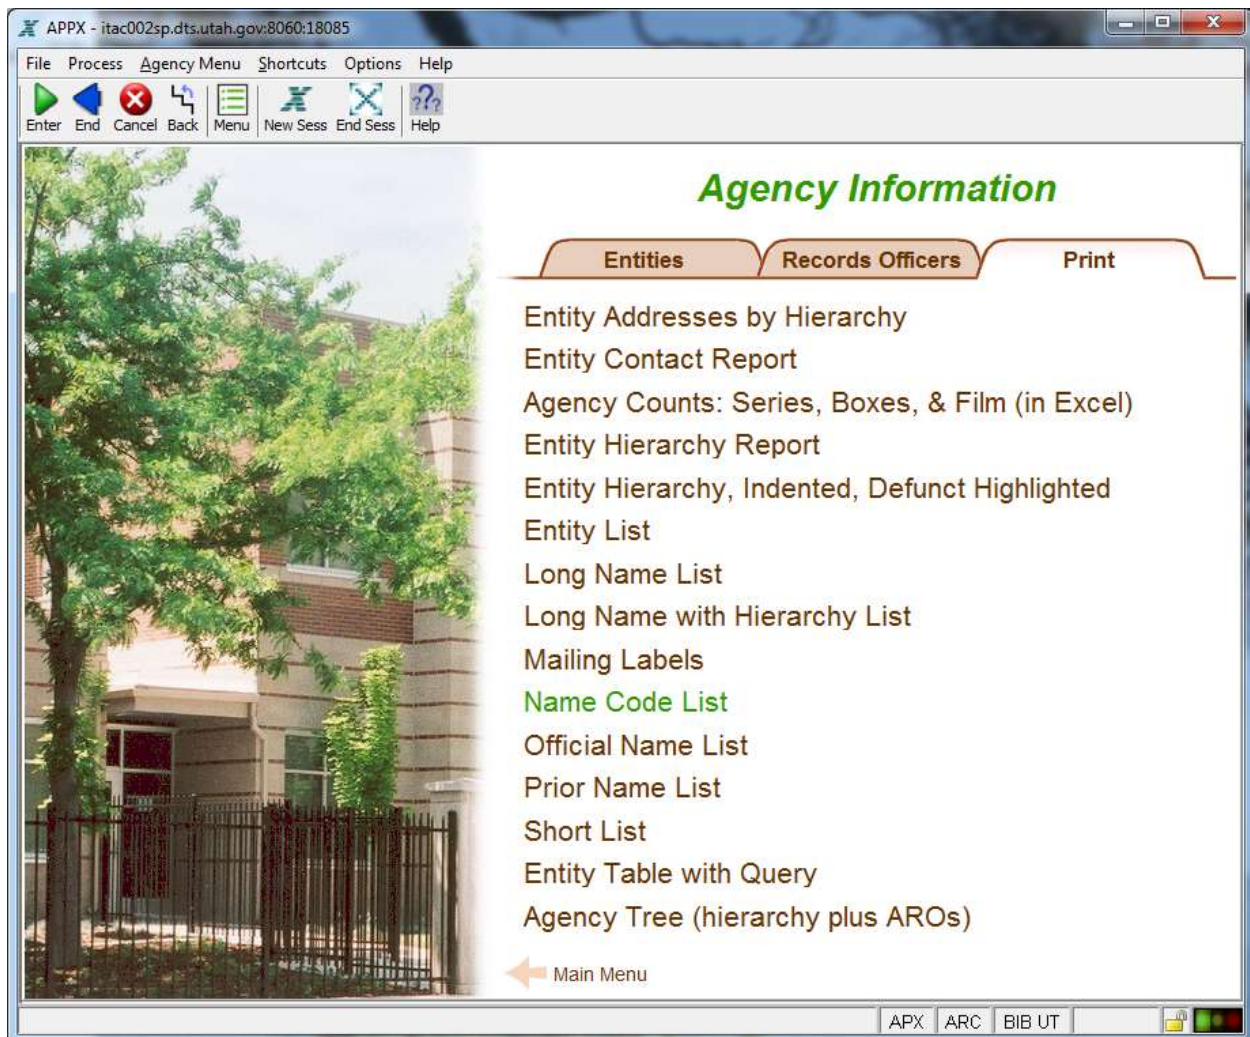 APPX - itac002sp.dts.utah.gov:8060:18085
File Process Agency Menu Shortcuts Options Help
Enter End Cancel Back Menu New Sess End Sess Help
Agency Information
Entities Records Officers Print
Entity Addresses by Hierarchy
Entity Contact Report
Agency Counts: Series, Boxes, & Film (in Excel)
Entity Hierarchy Report
Entity Hierarchy, Indented, Defunct Highlighted
Entity List
Long Name List
Long Name with Hierarchy List
Mailing Labels
Name Code List
Official Name List
Prior Name List
Short List
Entity Table with Query
Agency Tree (hierarchy plus AROs)
Main Menu
APX ARC BIB UT